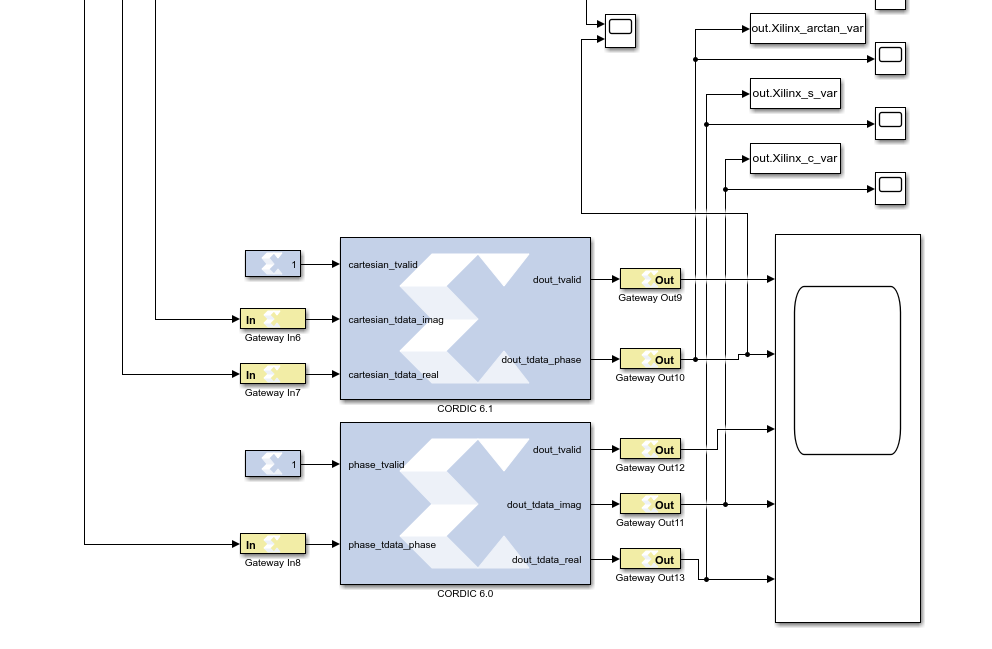 out.Xilinx_arctan_var
out.Xilinx_s_var
out.Xilinx_c_var
1
cartesian_tvalid
dout_tvalid
Out
Gateway Out9
In
Gateway In6
cartesian_tdata_imag
dout_tdata_phase
Out
Gateway Out10
In
Gateway In7
cartesian_tdata_real
CORDIC 6.1
1
phase_tvalid
dout_tvalid
Out
Gateway Out12
dout_tdata_imag
Out
Gateway Out11
In
Gateway In8
phase_tdata_phase
dout_tdata_real
Out
Gateway Out13
CORDIC 6.0